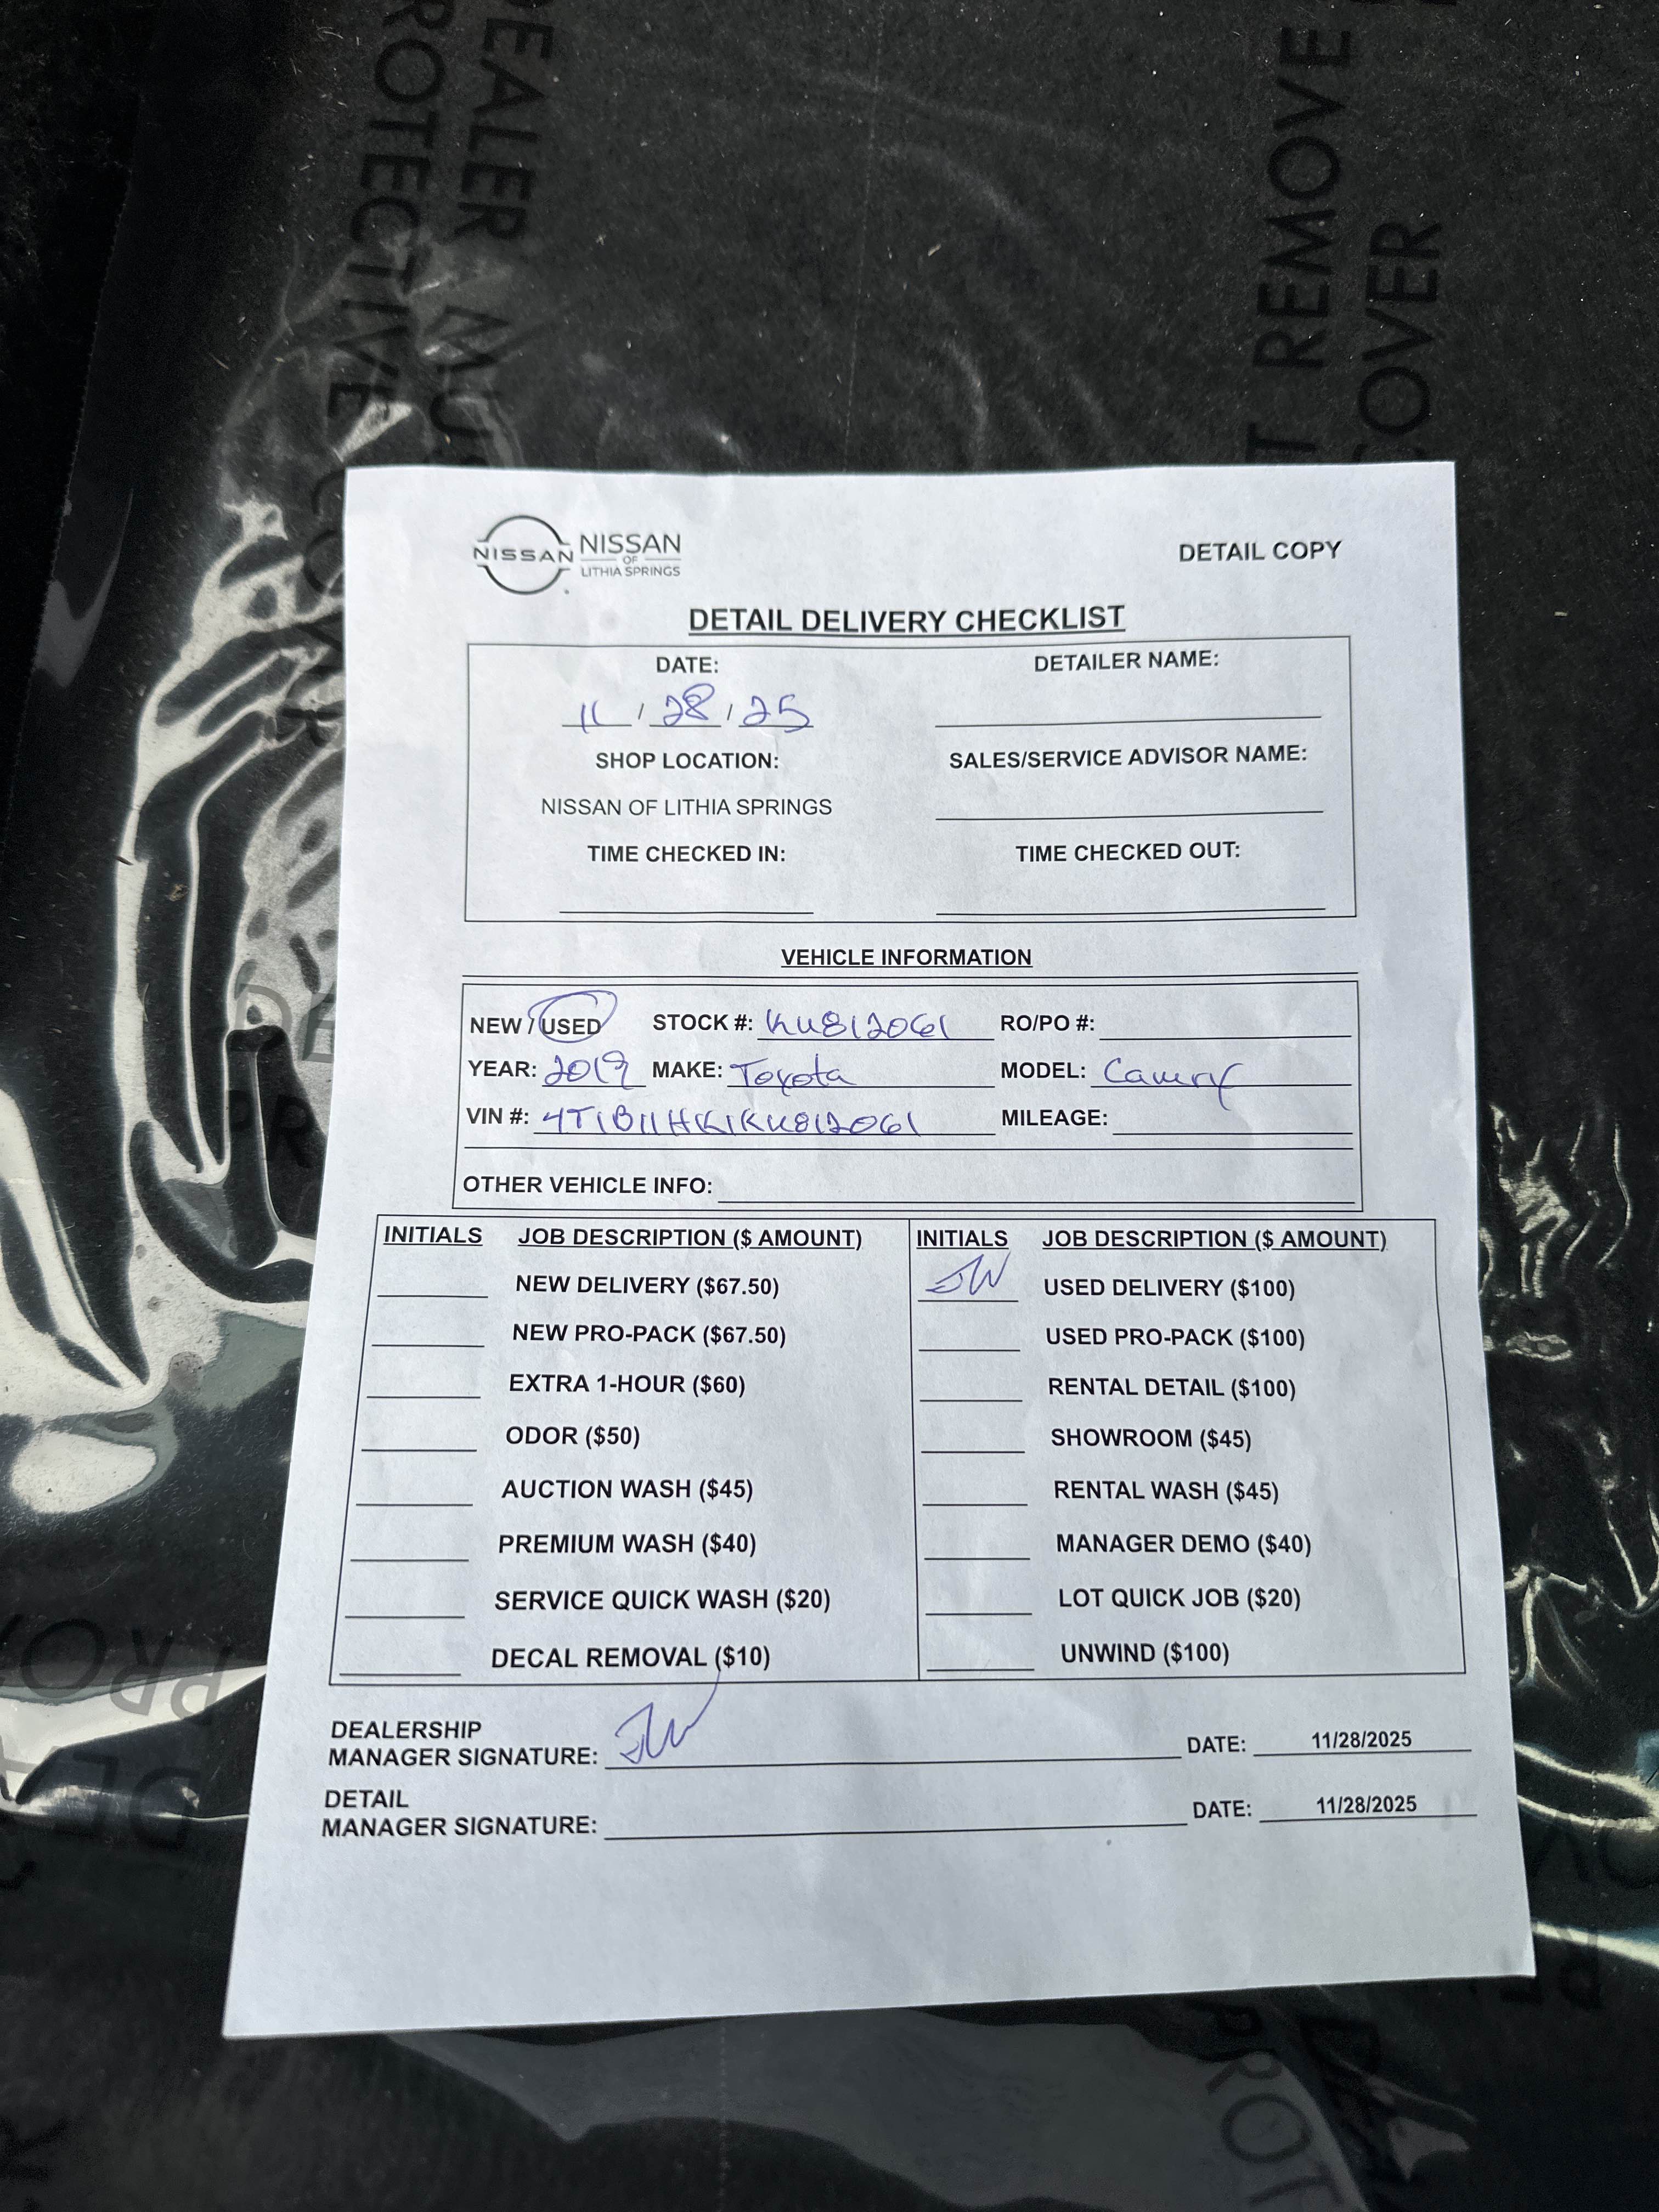 NISSAN NISSAN
OF
LITHIA SPRINGS
DETAIL COPY
DETAIL DELIVERY CHECKLIST
DATE: DETAILER NAME:
11 / 28 / 25
SHOP LOCATION: SALES/SERVICE ADVISOR NAME:
NISSAN OF LITHIA SPRINGS
TIME CHECKED IN: TIME CHECKED OUT:
VEHICLE INFORMATION
NEW / USED STOCK #: KU812061 RO/PO #:
YEAR: 2019 MAKE: Toyota MODEL: Camry
VIN #: 4T1B11HK1KU812061 MILEAGE:
OTHER VEHICLE INFO:
INITIALS JOB DESCRIPTION ($ AMOUNT) INITIALS JOB DESCRIPTION ($ AMOUNT)
NEW DELIVERY ($67.50) JW USED DELIVERY ($100)
NEW PRO-PACK ($67.50) USED PRO-PACK ($100)
EXTRA 1-HOUR ($60) RENTAL DETAIL ($100)
ODOR ($50) SHOWROOM ($45)
AUCTION WASH ($45) RENTAL WASH ($45)
PREMIUM WASH ($40) MANAGER DEMO ($40)
SERVICE QUICK WASH ($20) LOT QUICK JOB ($20)
DECAL REMOVAL ($10) UNWIND ($100)
DEALERSHIP
MANAGER SIGNATURE: JW DATE: 11/28/2025
DETAIL
MANAGER SIGNATURE: DATE: 11/28/2025
DEALER MUS
PROTECTIVE COVER
T REMOVE
COVER